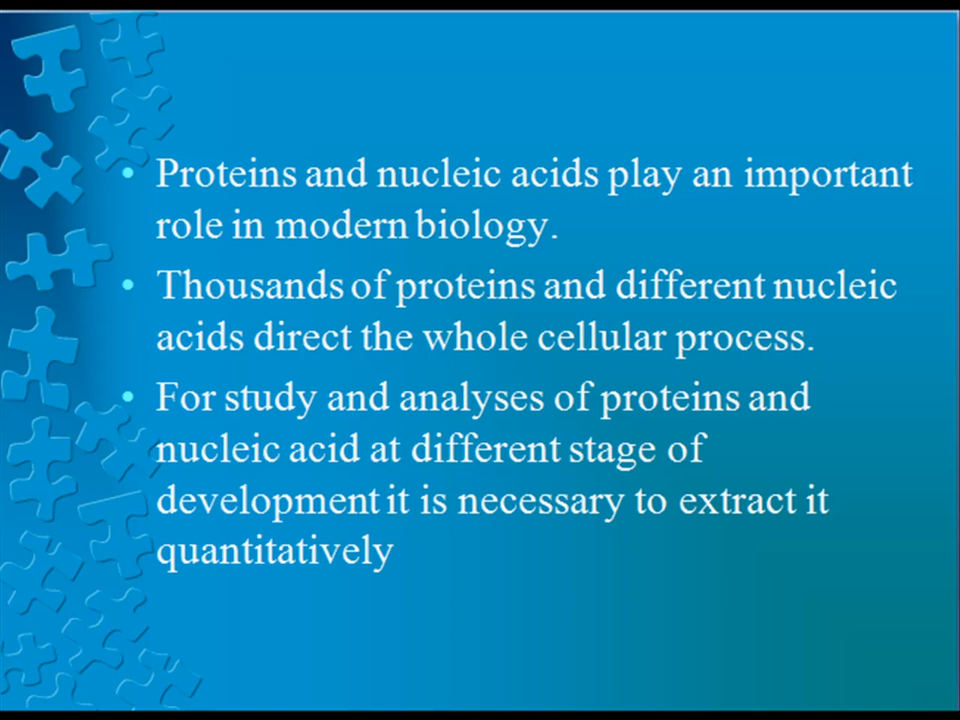 • Proteins and nucleic acids play an important
role in modern biology.
• Thousands of proteins and different nucleic
acids direct the whole cellular process.
• For study and analyses of proteins and
nucleic acid at different stage of
development it is necessary to extract it
quantitatively